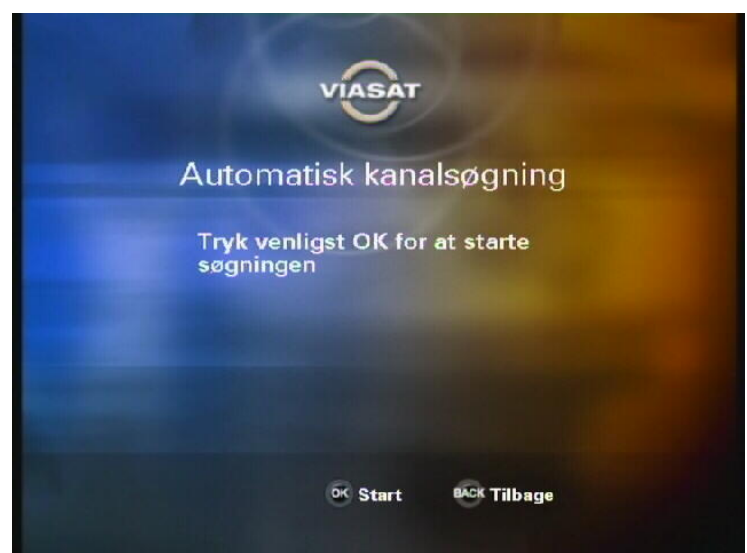 VIASAT
Automatisk kanalsøgning
Tryk venligst OK for at starte
søgningen
OK Start BACK Tilbage